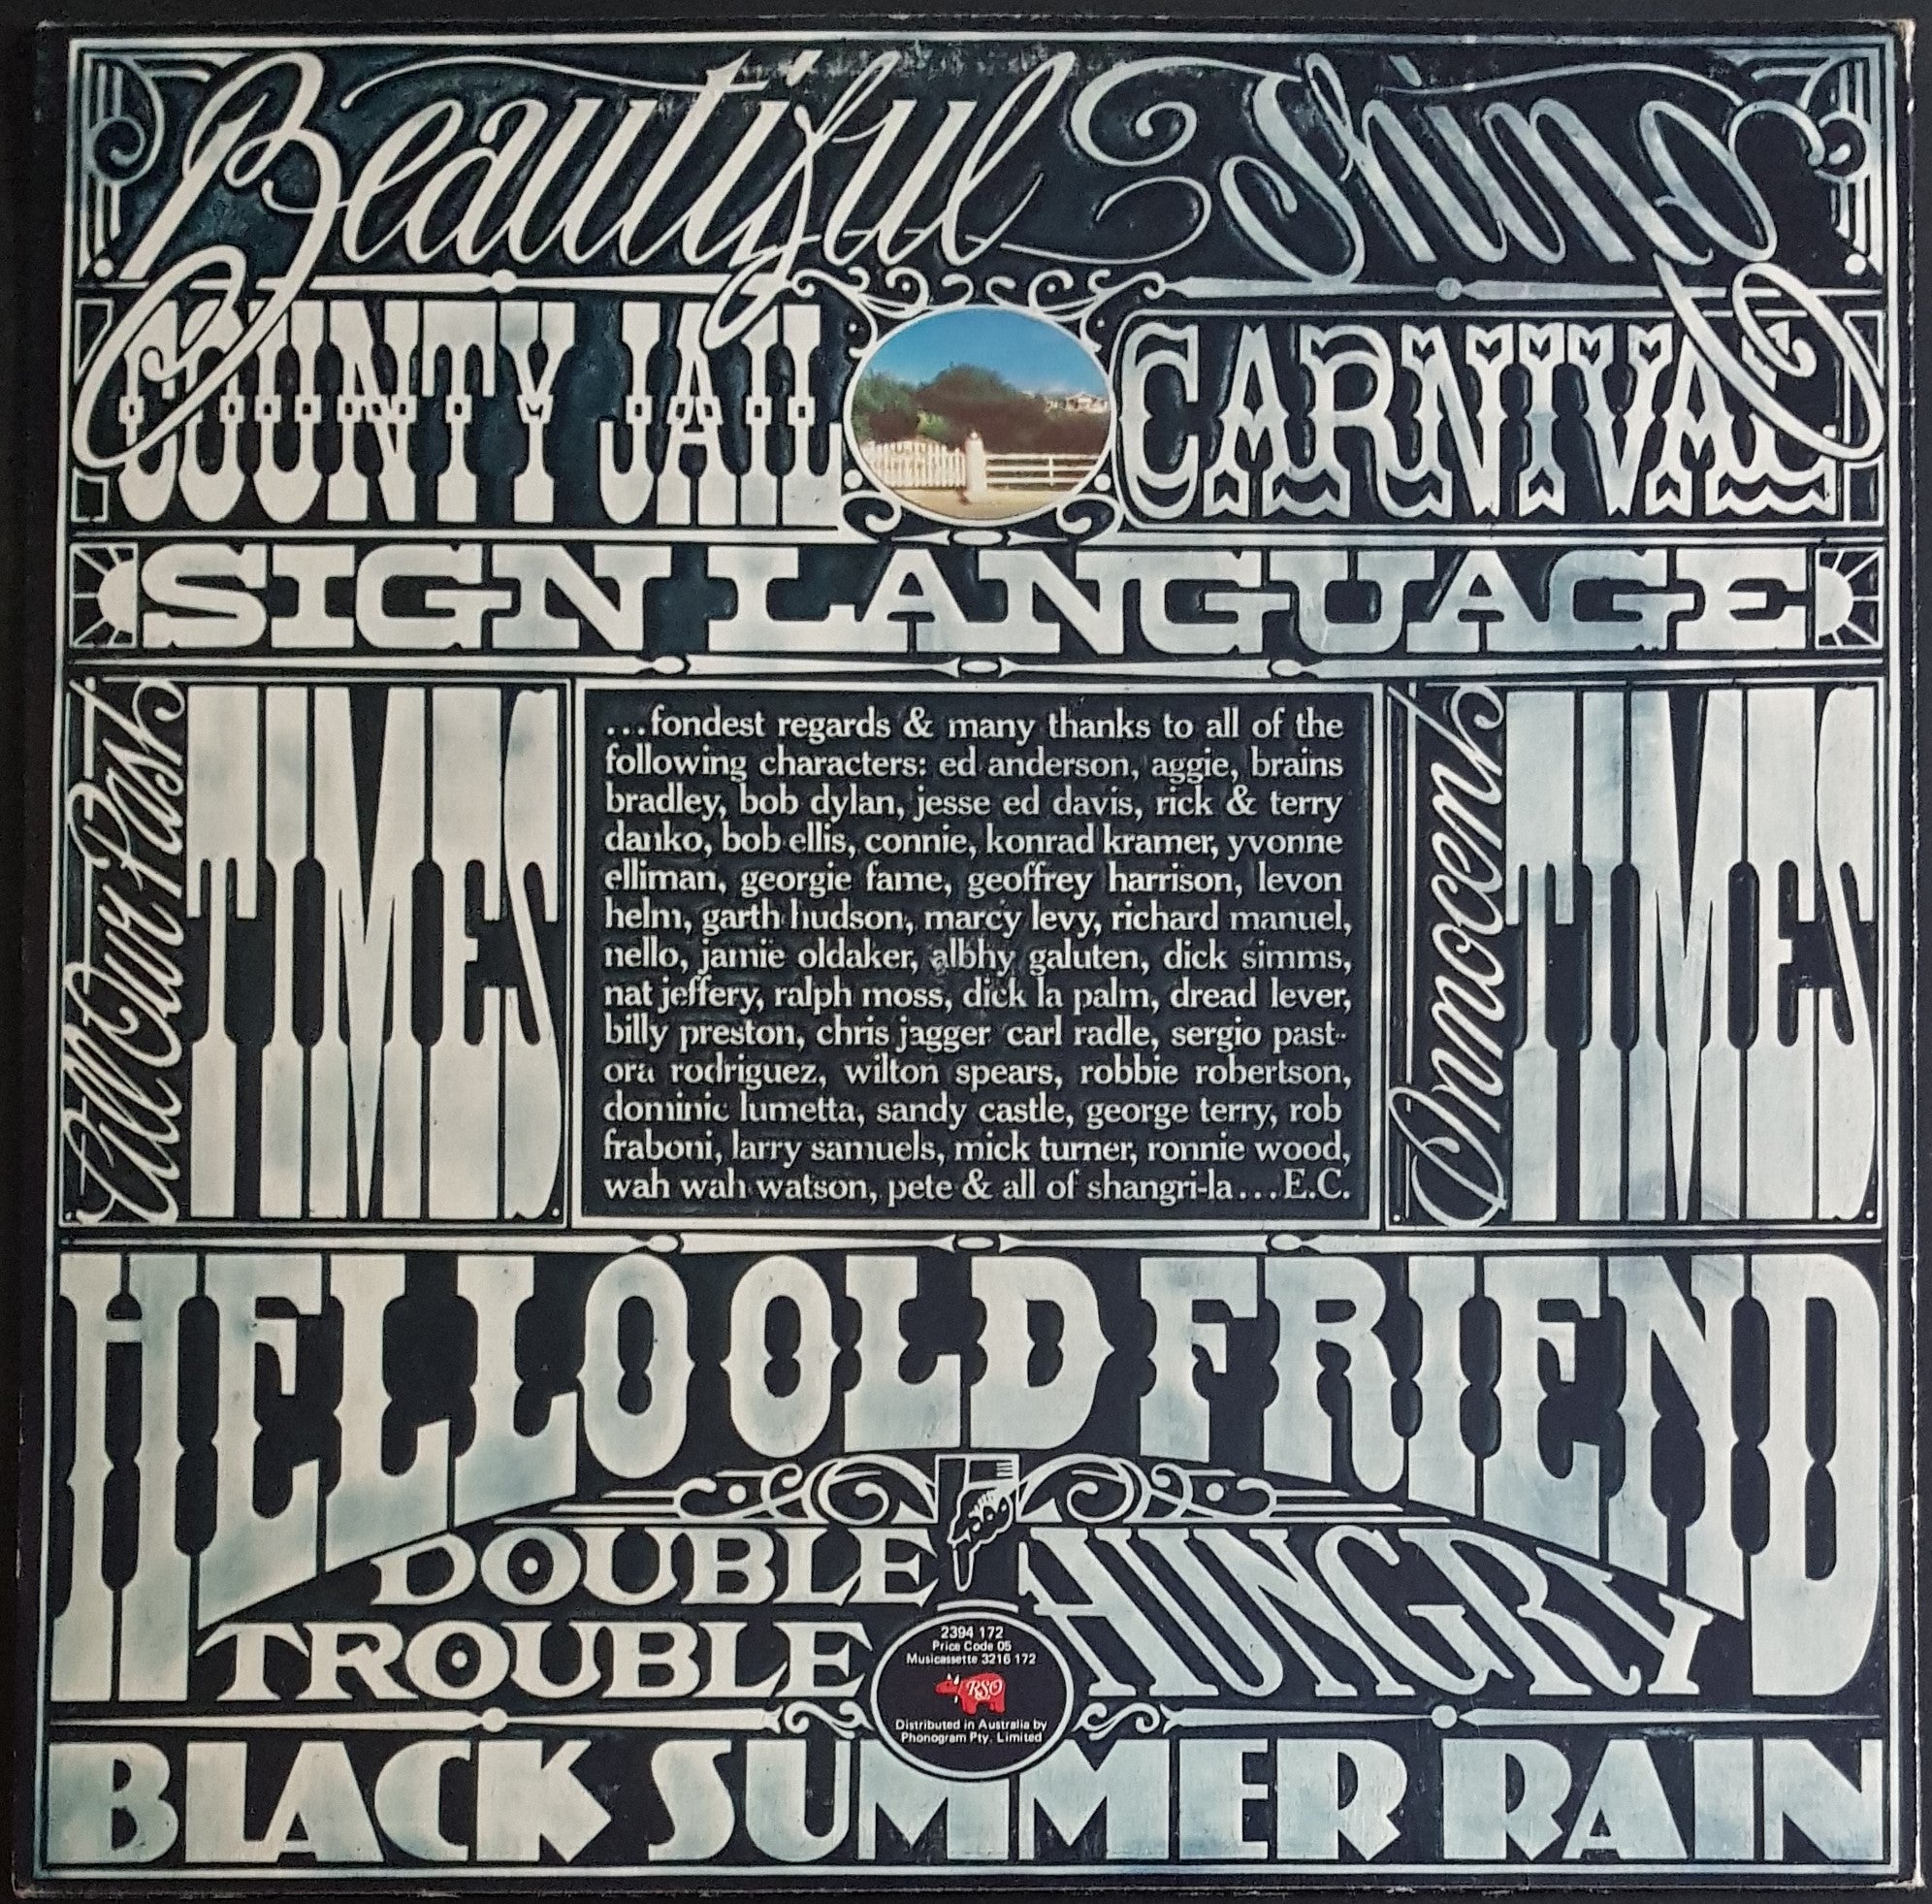 Beautiful Thing
COUNTY JAIL CARNIVAL
SIGN LANGUAGE
All Our Past TIMES
...fondest regards & many thanks to all of the
following characters: ed anderson, aggie, brains
bradley, bob dylan, jesse ed davis, rick & terry
danko, bob ellis, connie, konrad kramer, yvonne
elliman, georgie fame, geoffrey harrison, levon
helm, garth hudson, marcy levy, richard manuel,
nello, jamie oldaker, albhy galuten, dick simms,
nat jeffery, ralph moss, dick la palm, dread lever,
billy preston, chris jagger carl radle, sergio past-
ora rodriguez, wilton spears, robbie robertson,
dominic lumetta, sandy castle, george terry, rob
fraboni, larry samuels, mick turner, ronnie wood,
wah wah watson, pete & all of shangri-la...E.C.
Innocent TIMES
HELLO OLD FRIEND
DOUBLE
TROUBLE
HUNGRY
2394 172
Price Code 05
Musicassette 3216 172
RSO
Distributed in Australia by
Phonogram Pty. Limited
BLACK SUMMER RAIN